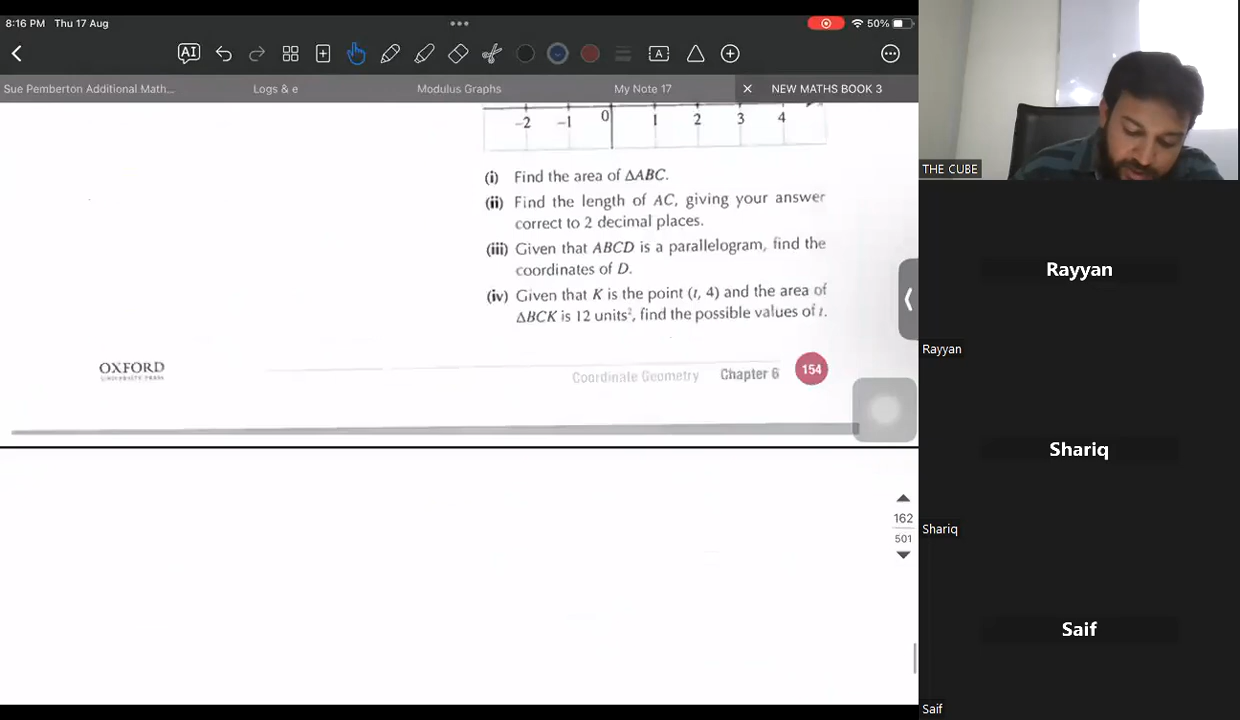 8:16 PM Thu 17 Aug
50%
AI
A
Sue Pemberton Additional Math...
Logs & e
Modulus Graphs
My Note 17
NEW MATHS BOOK 3
-2 -1 0 1 2 3 4
(i) Find the area of ΔABC.
(ii) Find the length of AC, giving your answer
correct to 2 decimal places.
(iii) Given that ABCD is a parallelogram, find the
coordinates of D.
(iv) Given that K is the point (t, 4) and the area of
ΔBCK is 12 units², find the possible values of t.
OXFORD
UNIVERSITY PRESS
Coordinate Geometry Chapter 6 154
162
501
THE CUBE
Rayyan
Rayyan
Shariq
Shariq
Saif
Saif